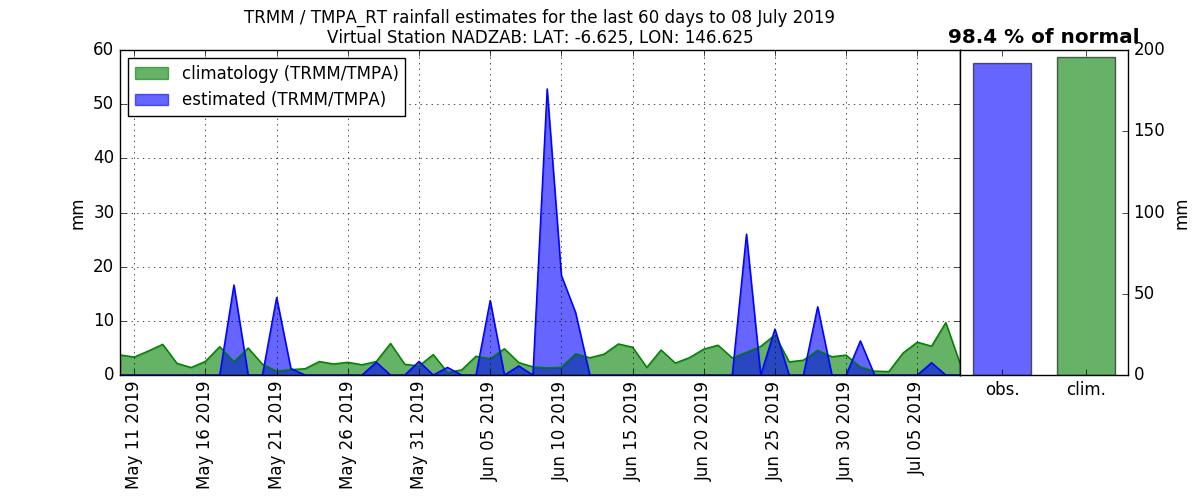 TRMM / TMPA_RT rainfall estimates for the last 60 days to 08 July 2019
Virtual Station NADZAB: LAT: -6.625, LON: 146.625
98.4 % of normal
climatology (TRMM/TMPA)
estimated (TRMM/TMPA)
60
50
40
30
20
10
0
mm
May 11 2019
May 16 2019
May 21 2019
May 26 2019
May 31 2019
Jun 05 2019
Jun 10 2019
Jun 15 2019
Jun 20 2019
Jun 25 2019
Jun 30 2019
Jul 05 2019
obs.
clim.
200
150
100
50
0
mm